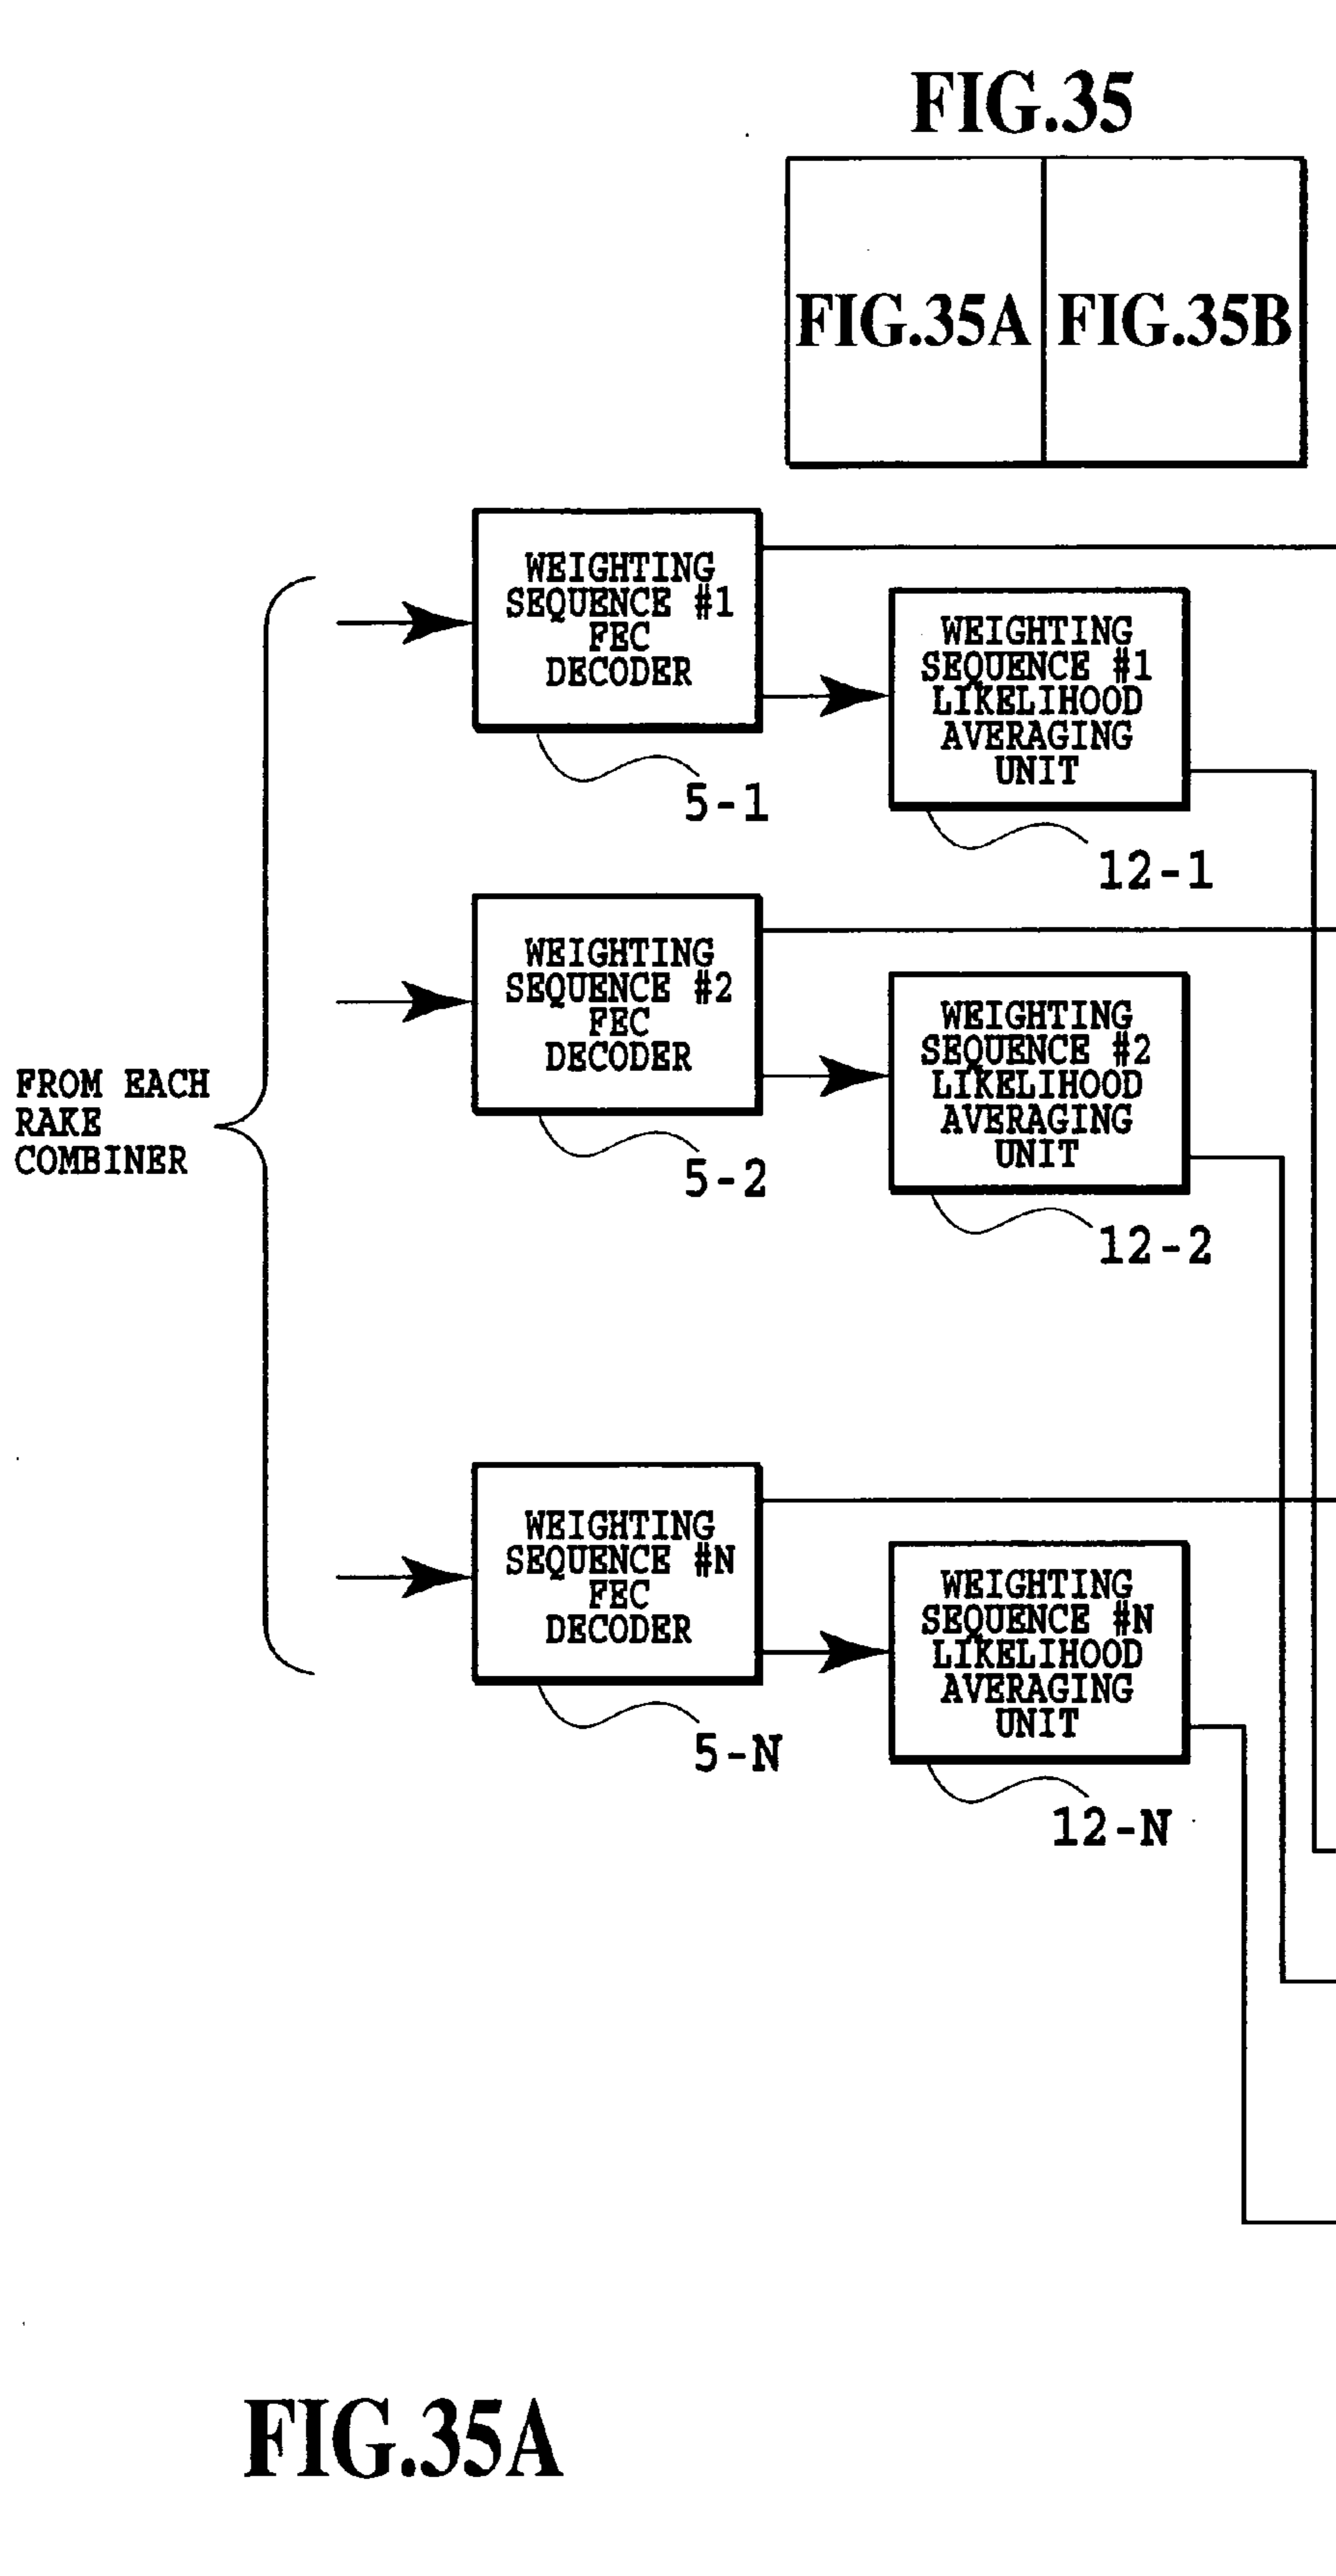 FIG.35
FIG.35A
FIG.35B
WEIGHTING
SEQUENCE #1
FEC
DECODER
5-1
WEIGHTING
SEQUENCE #1
LIKELIHOOD
AVERAGING
UNIT
12-1
WEIGHTING
SEQUENCE #2
FEC
DECODER
5-2
WEIGHTING
SEQUENCE #2
LIKELIHOOD
AVERAGING
UNIT
12-2
FROM EACH
RAKE
COMBINER
WEIGHTING
SEQUENCE #N
FEC
DECODER
5-N
WEIGHTING
SEQUENCE #N
LIKELIHOOD
AVERAGING
UNIT
12-N
FIG.35A